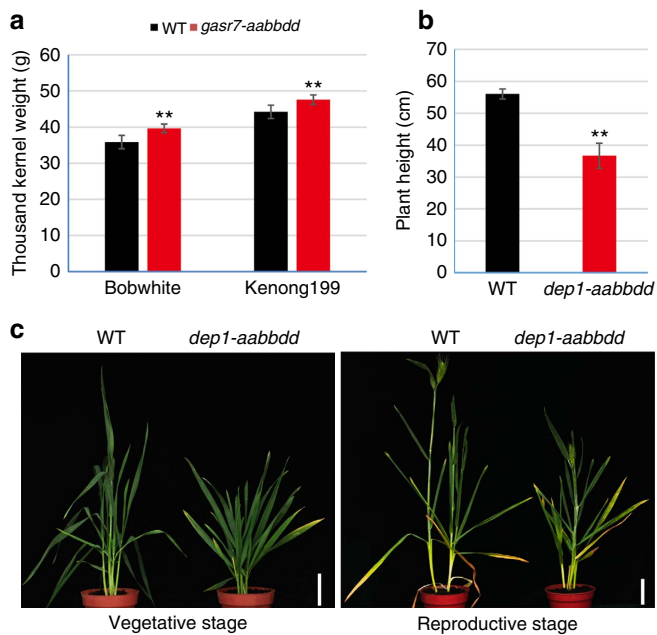 a
WT gasr7-aabbdd
Thousand kernel weight (g)
60
50
40
30
20
10
0
**
**
Bobwhite Kenong199
b
Plant height (cm)
70
60
50
40
30
20
10
0
**
WT dep1-aabbdd
c
WT dep1-aabbdd WT dep1-aabbdd
Vegetative stage Reproductive stage